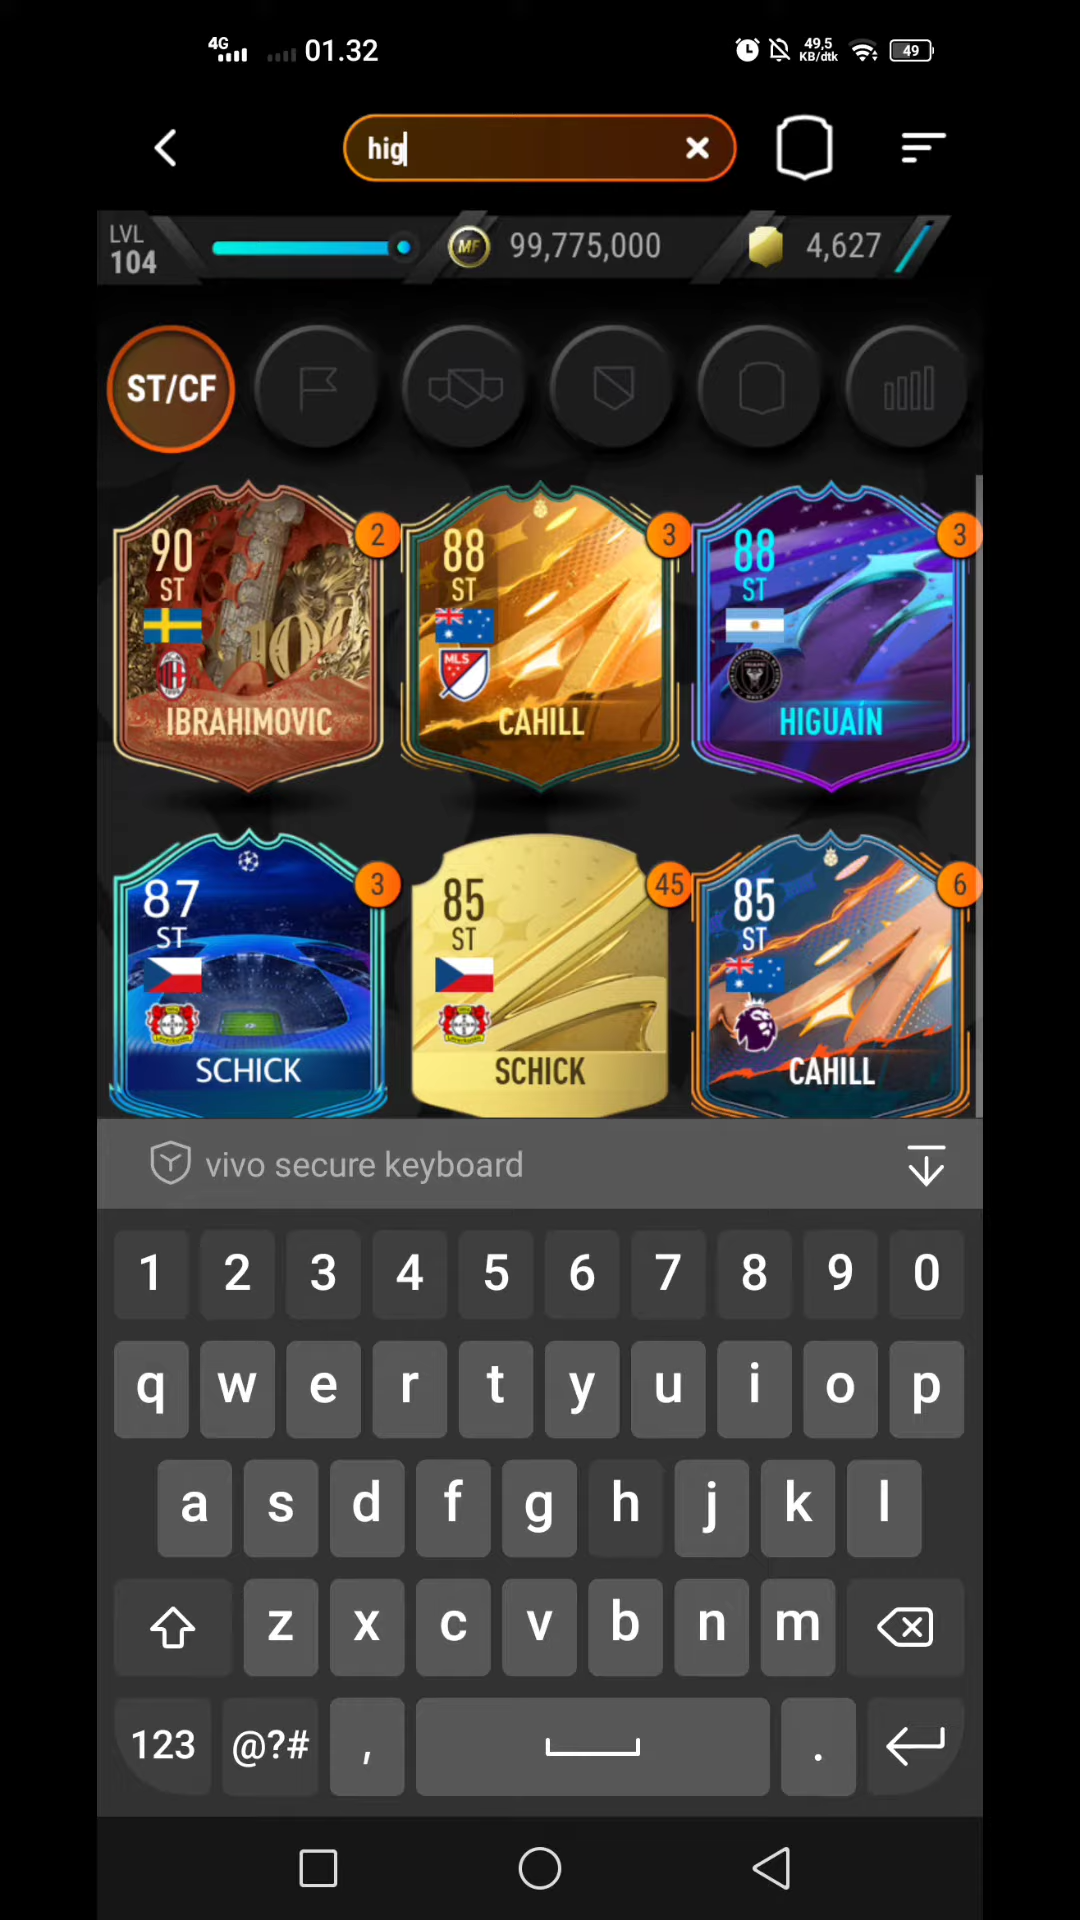 4G 01.32 49,5 KB/dtk 49
hig
LVL 104 MF 99,775,000 4,627
ST/CF
90 ST IBRAHIMOVIC 2
88 ST MLS CAHILL 3
88 ST HIGUAÍN 3
87 ST SCHICK 3
85 ST SCHICK 45
85 ST CAHILL 6
vivo secure keyboard
1 2 3 4 5 6 7 8 9 0
q w e r t y u i o p
a s d f g h j k l
z x c v b n m
123 @?# , .